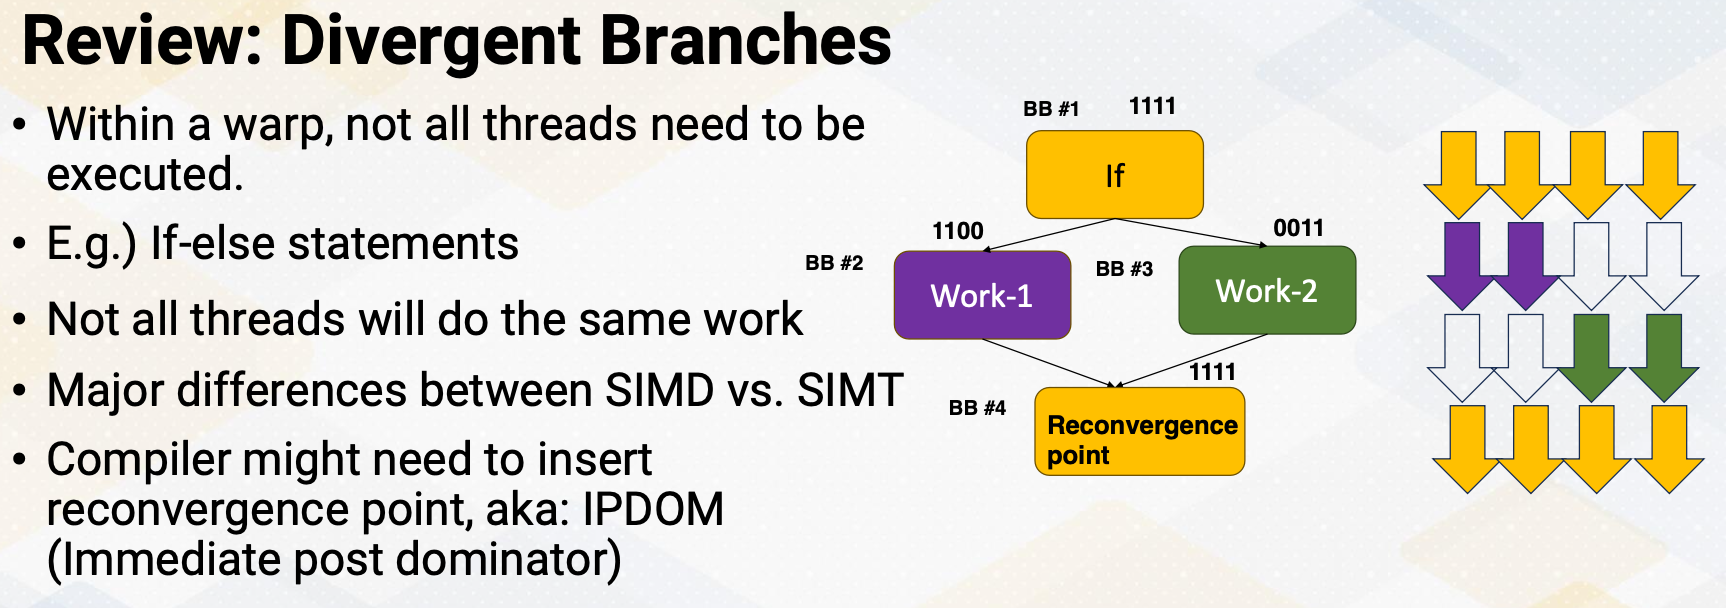 Review: Divergent Branches
• Within a warp, not all threads need to be
executed.
• E.g.) If-else statements
• Not all threads will do the same work
• Major differences between SIMD vs. SIMT
• Compiler might need to insert
reconvergence point, aka: IPDOM
(Immediate post dominator)
BB #1 1111
If
1100
0011
BB #2
BB #3
Work-1
Work-2
1111
BB #4
Reconvergence
point